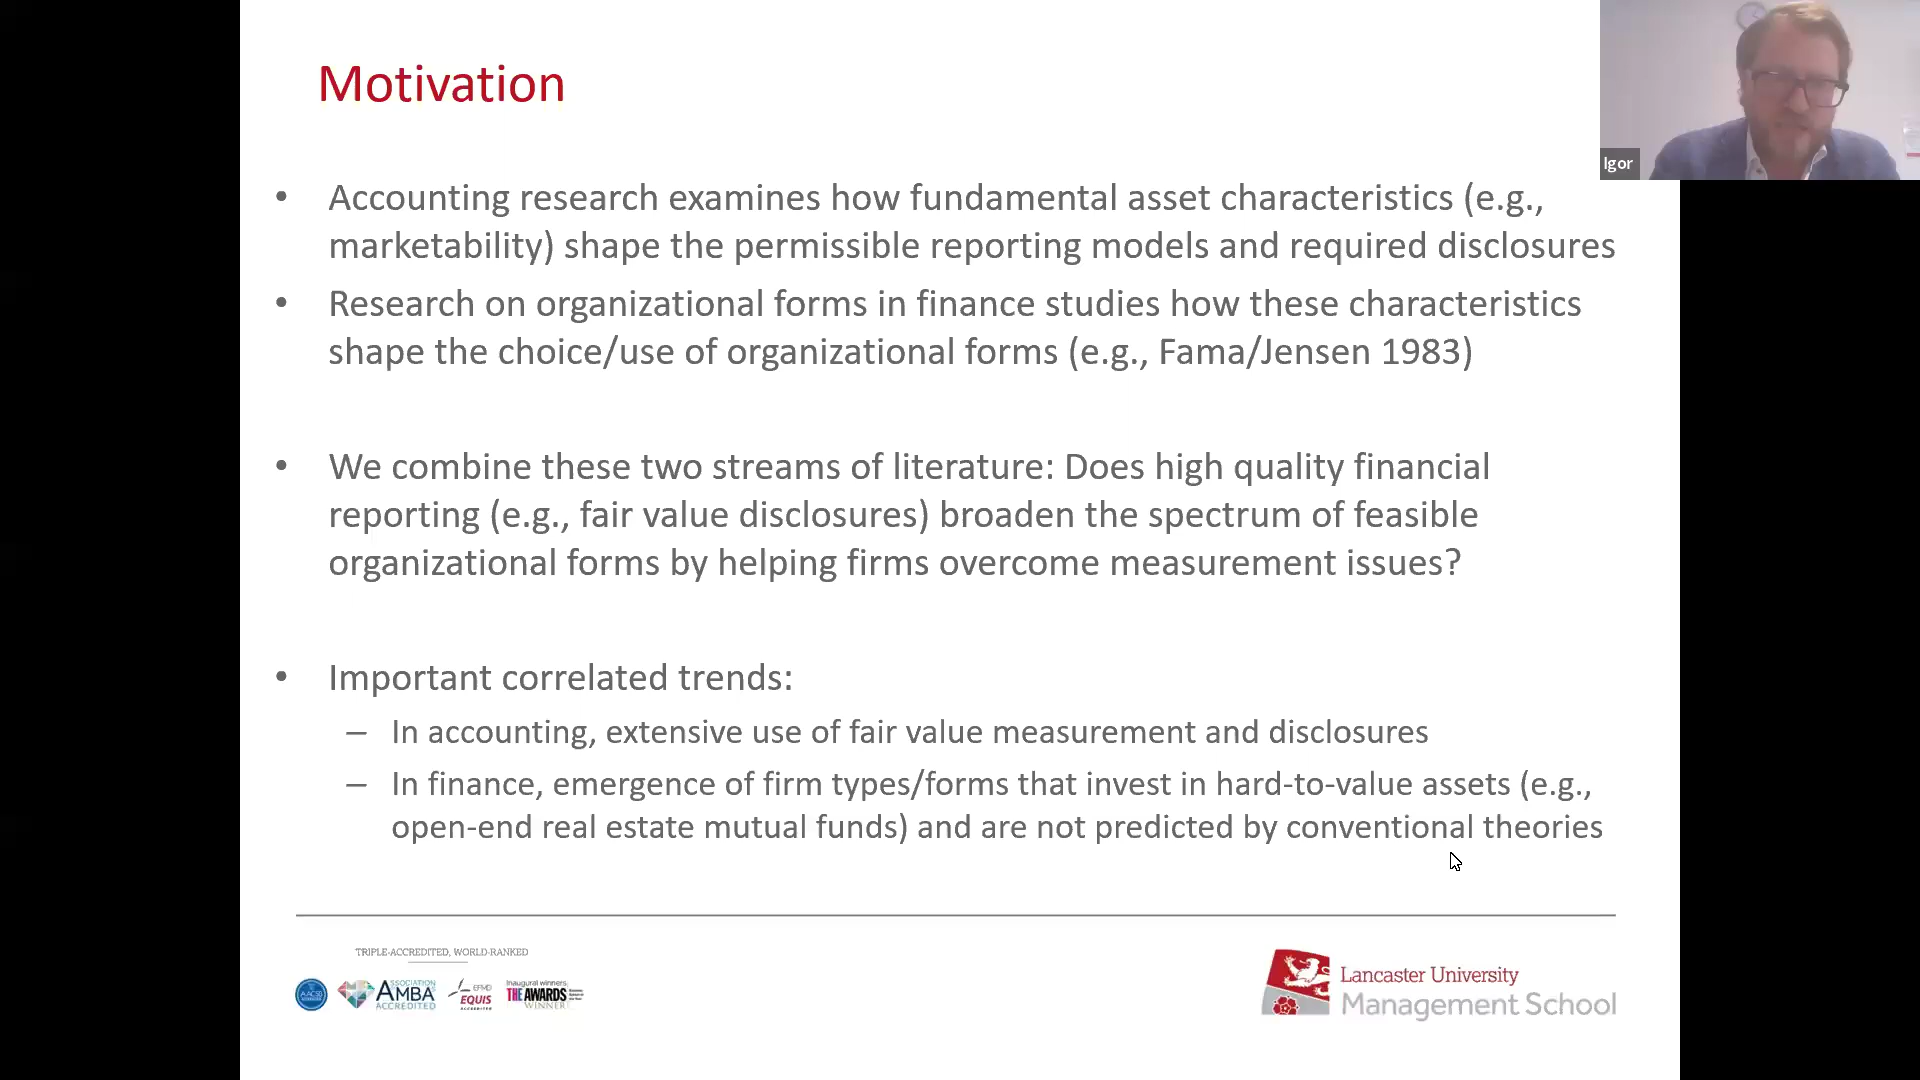 Motivation
Igor
• Accounting research examines how fundamental asset characteristics (e.g.,
marketability) shape the permissible reporting models and required disclosures
• Research on organizational forms in finance studies how these characteristics
shape the choice/use of organizational forms (e.g., Fama/Jensen 1983)
• We combine these two streams of literature: Does high quality financial
reporting (e.g., fair value disclosures) broaden the spectrum of feasible
organizational forms by helping firms overcome measurement issues?
• Important correlated trends:
– In accounting, extensive use of fair value measurement and disclosures
– In finance, emergence of firm types/forms that invest in hard-to-value assets (e.g.,
open-end real estate mutual funds) and are not predicted by conventional theories
TRIPLE-ACCREDITED, WORLD-RANKED
AACSB
ASSOCIATION
AMBA
ACCREDITED
EFMD
EQUIS
ACCREDITED
Inaugural winners
THE AWARDS
WINNER
Lancaster University
Management School